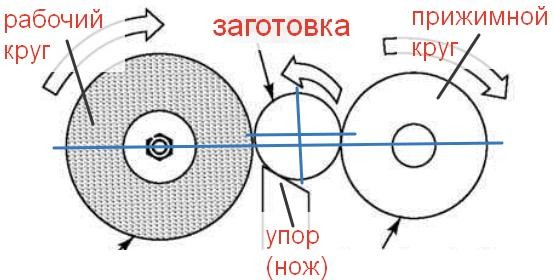 рабочий
круг
заготовка
прижимной
круг
упор
(нож)